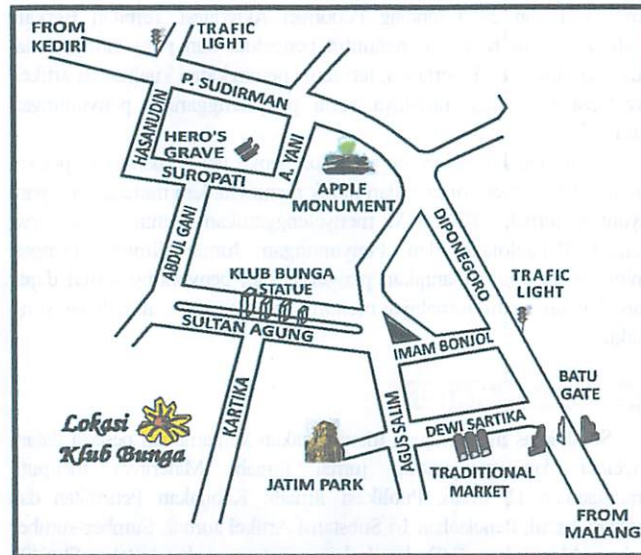 FROM
KEDIRI
TRAFIC
LIGHT
P. SUDIRMAN
HASANUDIN
HERO'S
GRAVE
A. YANI
SUROPATI
APPLE
MONUMENT
ABDUL GANI
DIPONEGORO
KLUB BUNGA
STATUE
TRAFIC
LIGHT
SULTAN AGUNG
IMAM BONJOL
BATU
GATE
KARTIKA
AGUS SALIM
DEWI SARTIKA
Lokasi
Klub Bunga
JATIM PARK
TRADITIONAL
MARKET
FROM
MALANG